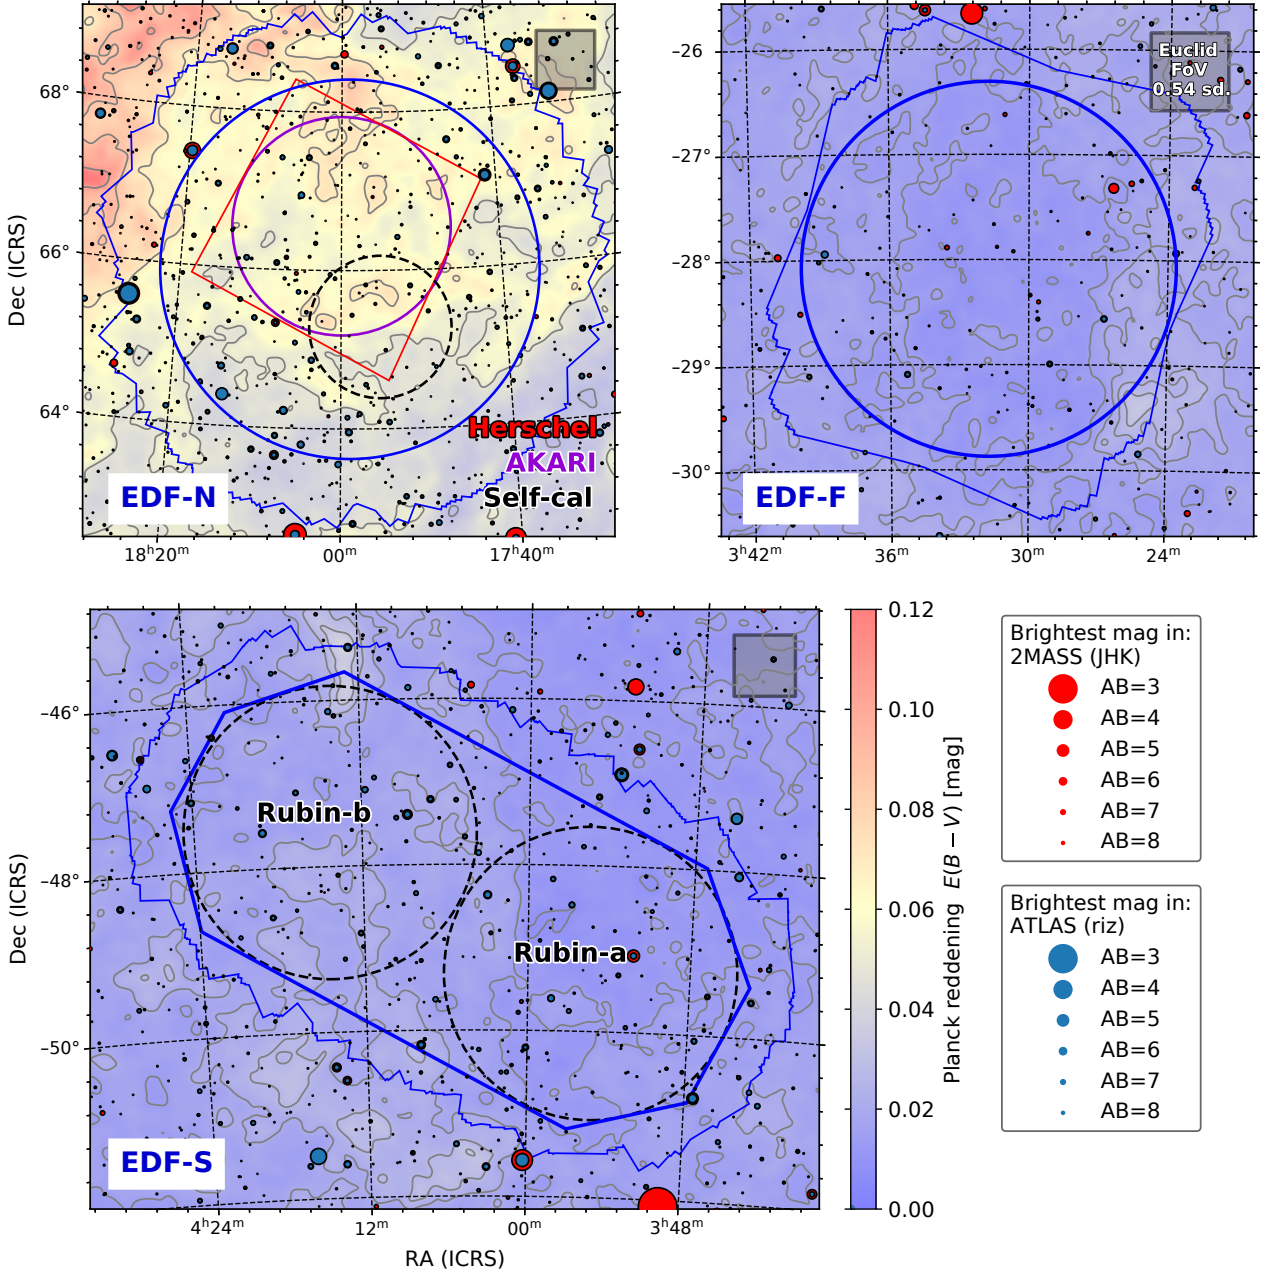 68°
66°
64°
Dec (ICRS)
Herschel
AKARI
Self-cal
EDF-N
18ʰ20ᵐ
00ᵐ
17ʰ40ᵐ
−26°
−27°
−28°
−29°
−30°
Euclid
FoV
0.54 sd.
EDF-F
3ʰ42ᵐ
36ᵐ
30ᵐ
24ᵐ
−46°
−48°
−50°
Dec (ICRS)
Rubin-b
Rubin-a
EDF-S
4ʰ24ᵐ
12ᵐ
00ᵐ
3ʰ48ᵐ
RA (ICRS)
0.12
0.10
0.08
0.06
0.04
0.02
0.00
Planck reddening E(B − V) [mag]
Brightest mag in:
2MASS (JHK)
AB=3
AB=4
AB=5
AB=6
AB=7
AB=8
Brightest mag in:
ATLAS (riz)
AB=3
AB=4
AB=5
AB=6
AB=7
AB=8